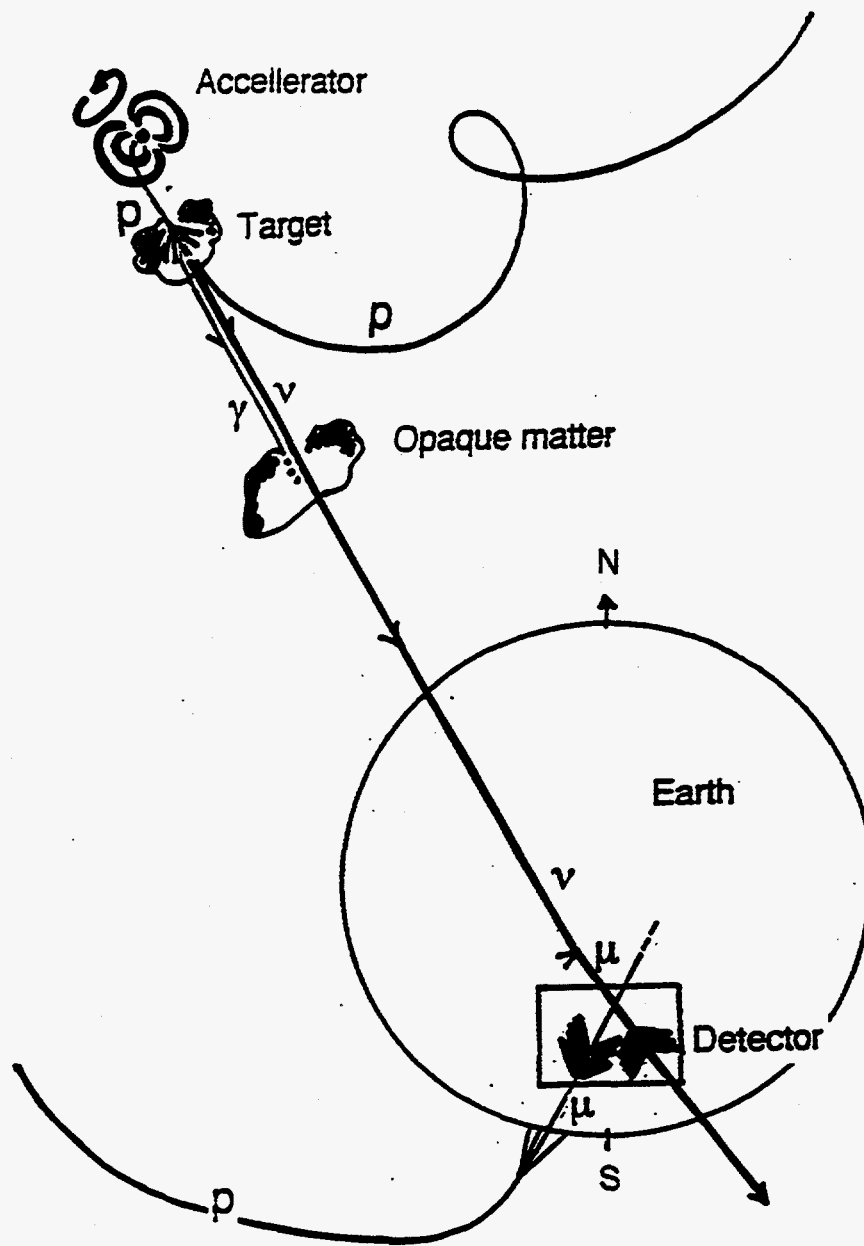 Accellerator
p
Target
p
ν
γ
Opaque matter
N
Earth
ν
μ
Detector
μ
S
p